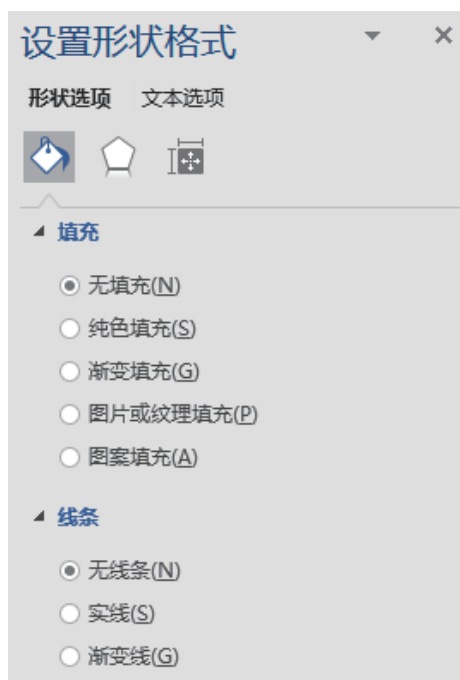 设置形状格式
形状选项 文本选项
填充
无填充(N)
纯色填充(S)
渐变填充(G)
图片或纹理填充(P)
图案填充(A)
线条
无线条(N)
实线(S)
渐变线(G)